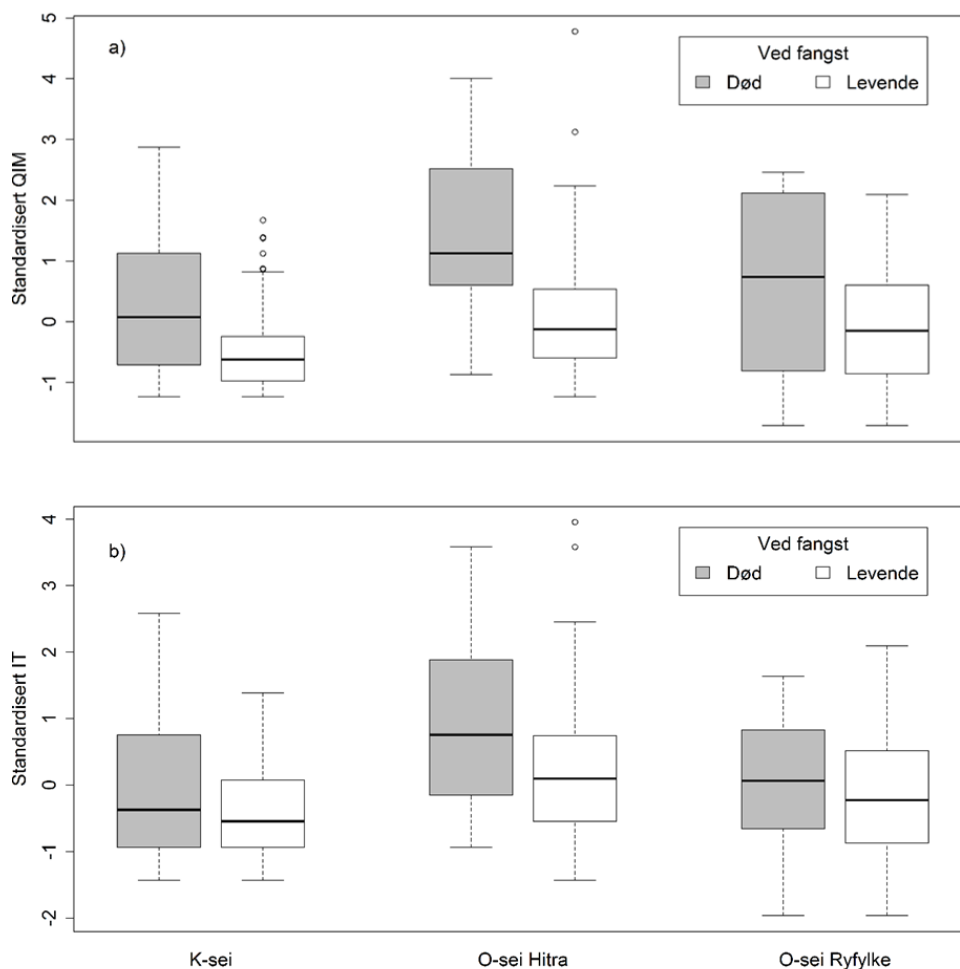 a)
Ved fangst
Død Levende
Standardisert QIM
5
4
3
2
1
0
-1
b)
Ved fangst
Død Levende
Standardisert IT
4
3
2
1
0
-1
-2
K-sei O-sei Hitra O-sei Ryfylke